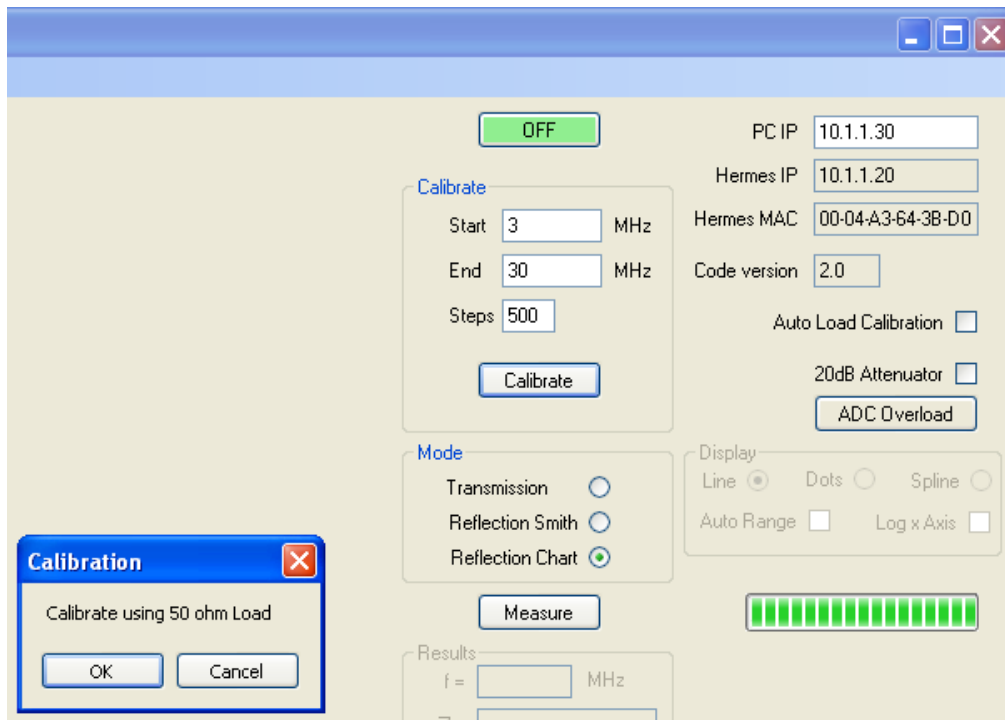 OFF
PC IP 10.1.1.30
Hermes IP 10.1.1.20
Calibrate
Hermes MAC 00-04-A3-64-3B-D0
Start 3 MHz
End 30 MHz
Code version 2.0
Steps 500
Auto Load Calibration
Calibrate
20dB Attenuator
ADC Overload
Mode
Transmission
Reflection Smith
Reflection Chart
Display
Line Dots Spline
Auto Range Log x Axis
Calibration
Calibrate using 50 ohm Load
OK Cancel
Measure
Results
f = MHz